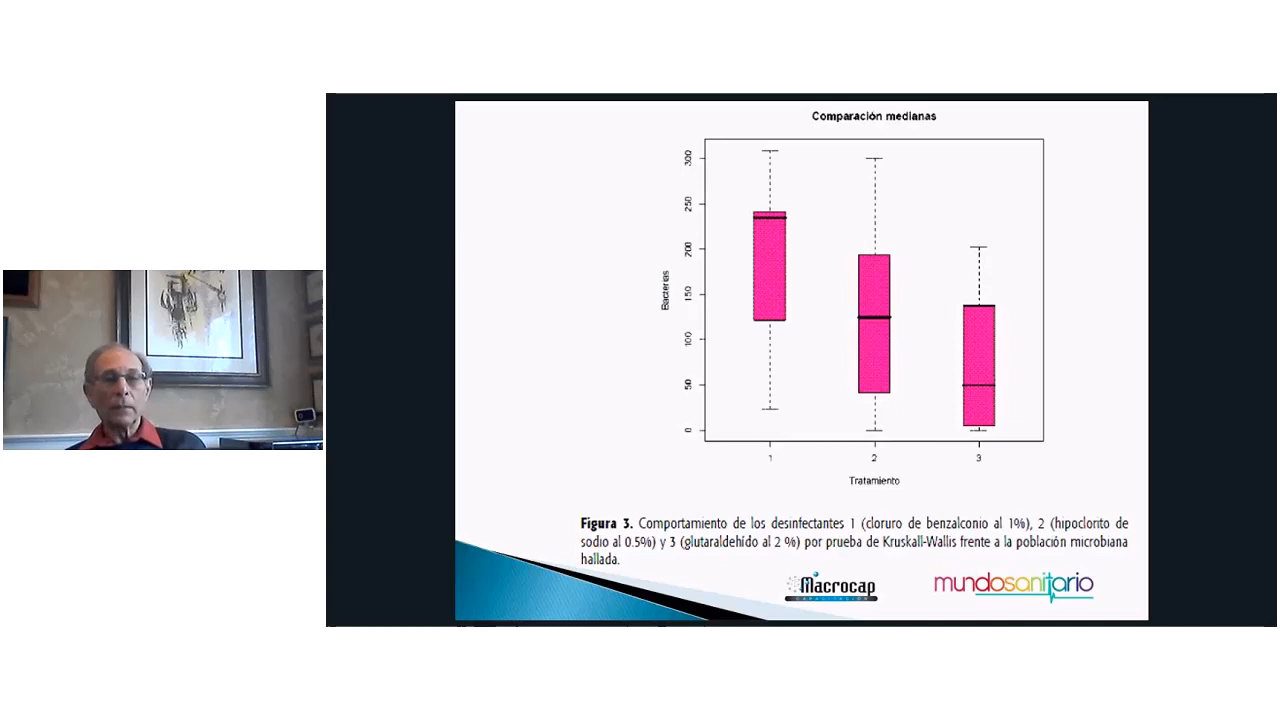 Comparación medianas
300
250
200
150
100
50
0
Bacterias
1 2 3
Tratamiento
Figura 3. Comportamiento de los desinfectantes 1 (cloruro de benzalconio al 1%), 2 (hipoclorito de
sodio al 0.5%) y 3 (glutaraldehído al 2 %) por prueba de Kruskall-Wallis frente a la población microbiana
hallada.
Macrocap
CAPACITACIÓN
mundosanitario